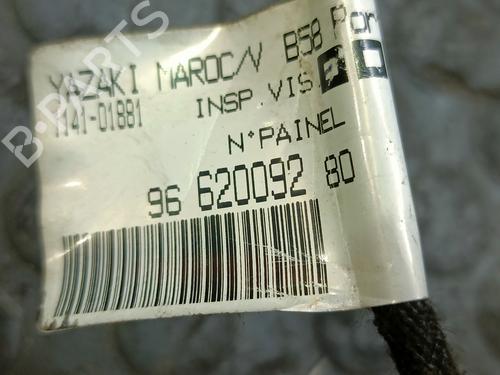 YAZAKI MAROC/V B58 Por
1141-01881 INSP.VIS.
N°PAINEL
96 620092 80
B-PARTS